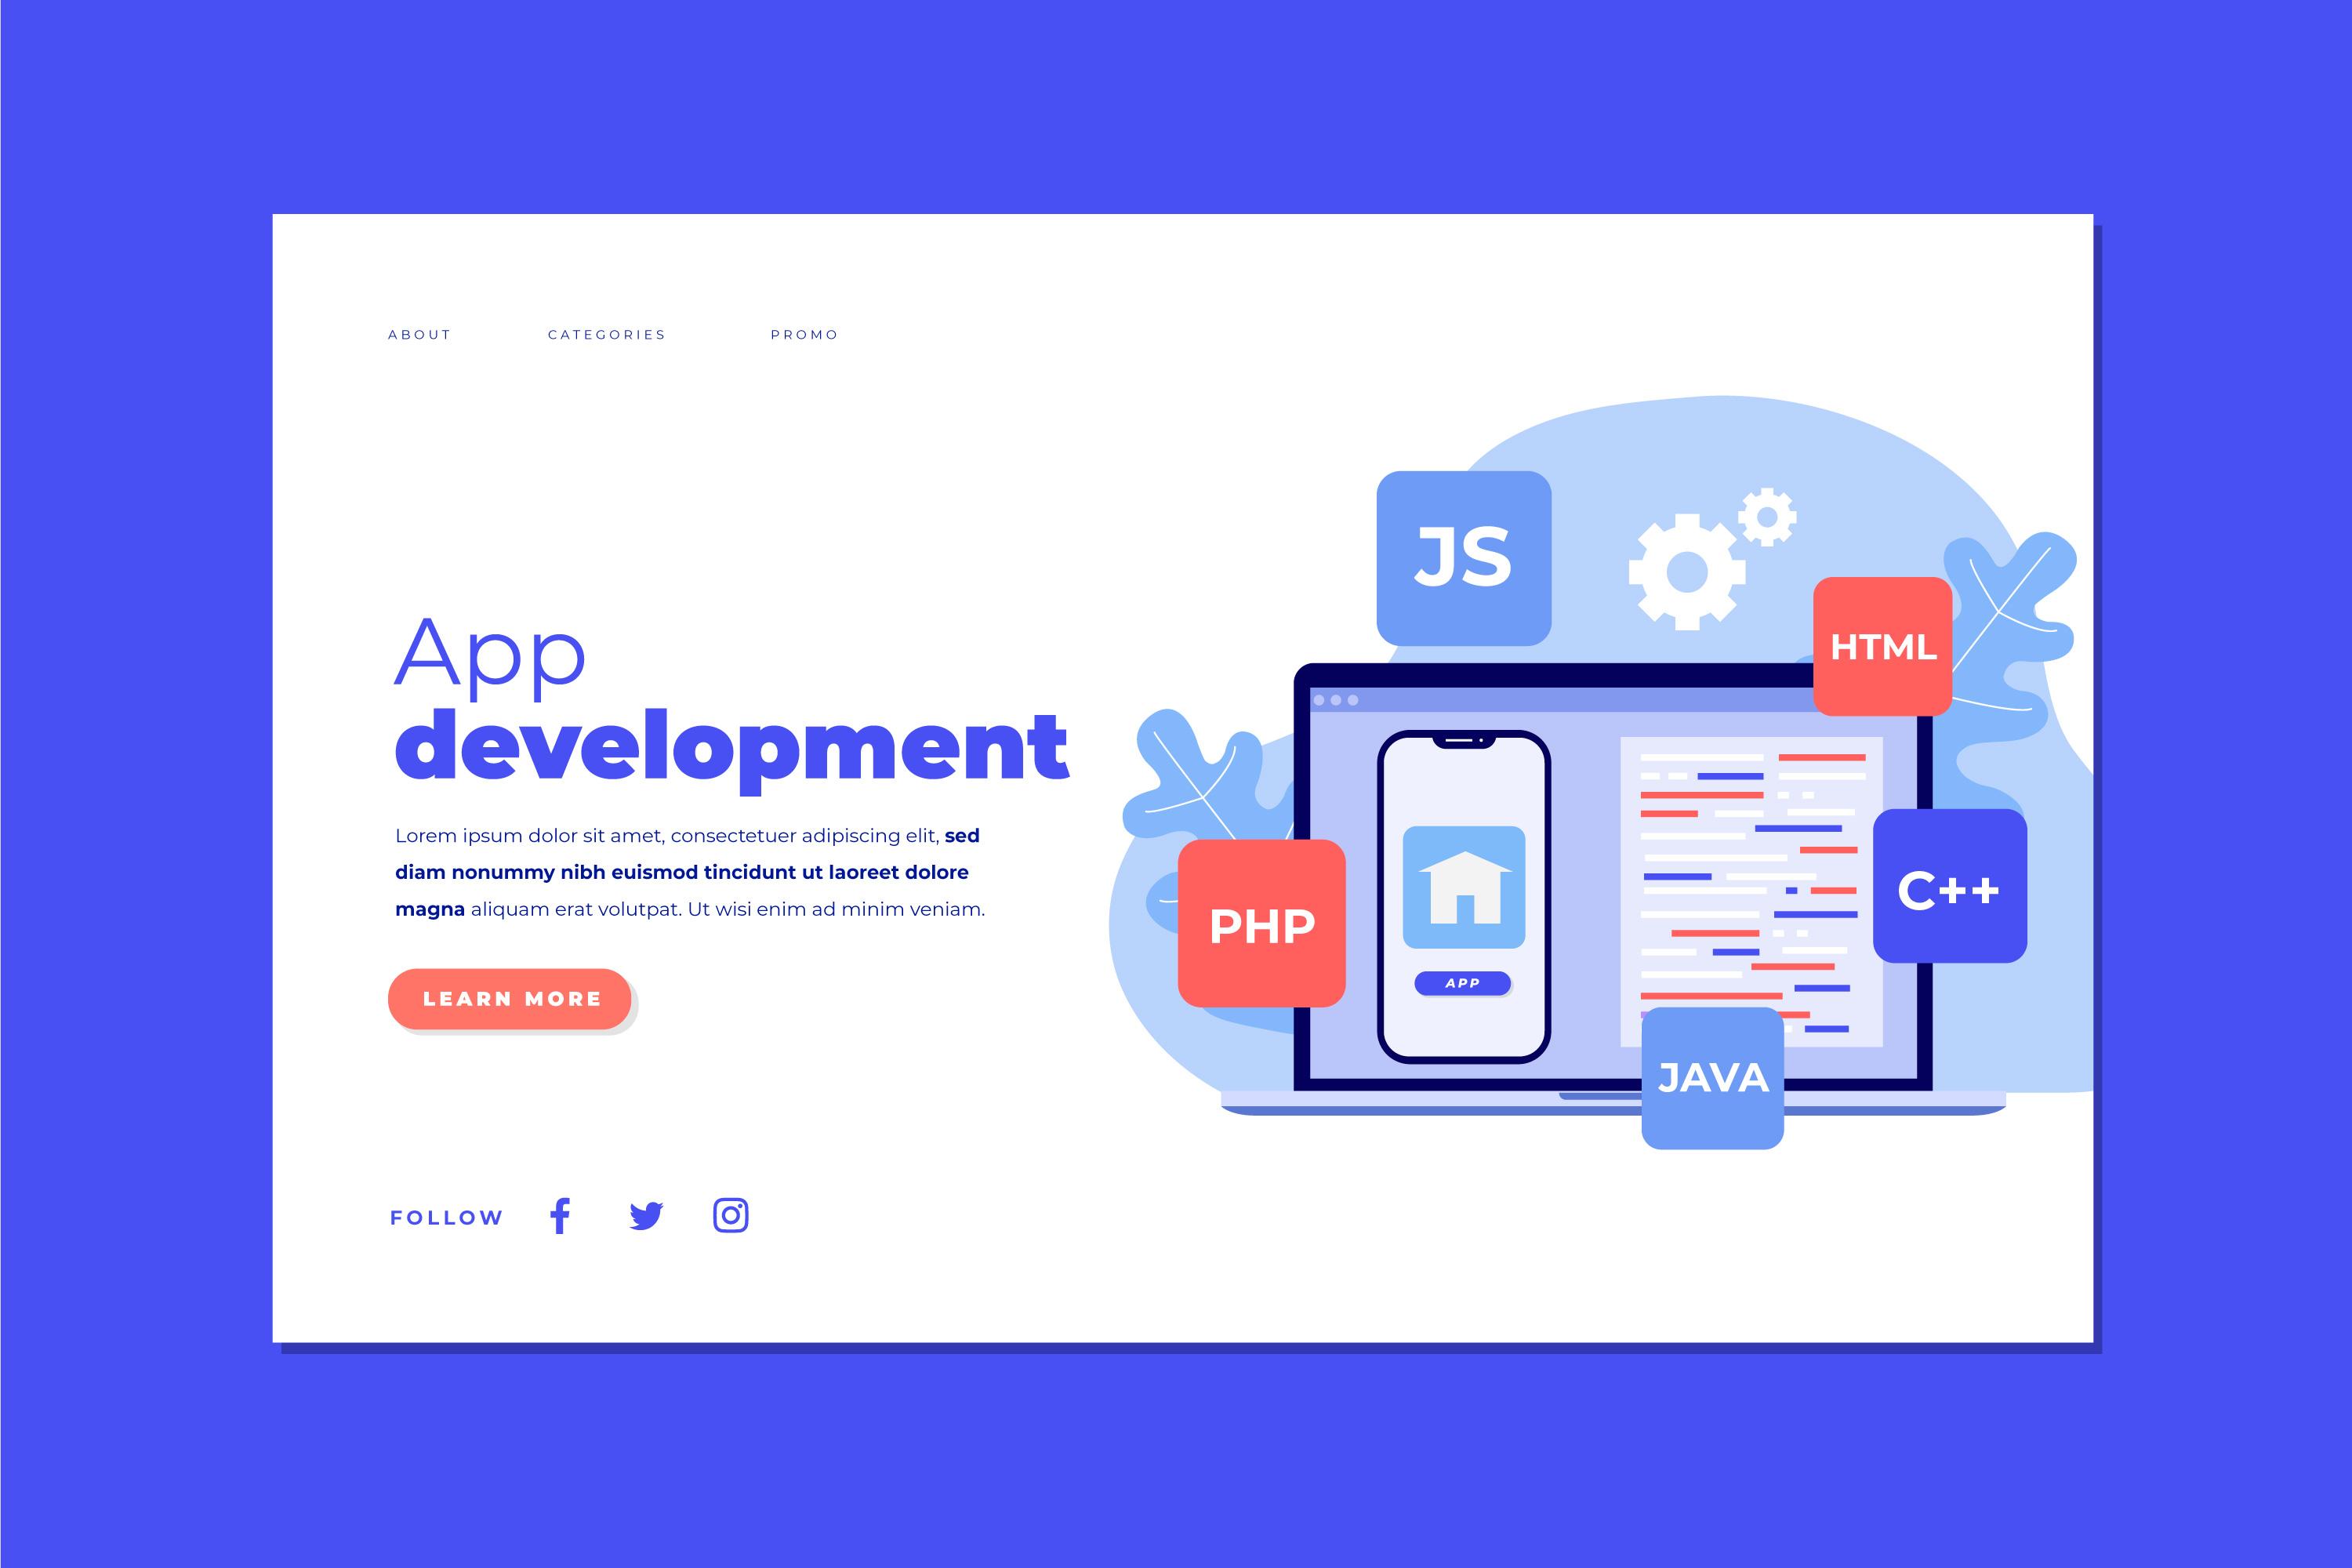 ABOUT CATEGORIES PROMO
App
development
Lorem ipsum dolor sit amet, consectetuer adipiscing elit, sed
diam nonummy nibh euismod tincidunt ut laoreet dolore
magna aliquam erat volutpat. Ut wisi enim ad minim veniam.
LEARN MORE
FOLLOW
JS
HTML
PHP
C++
APP
JAVA